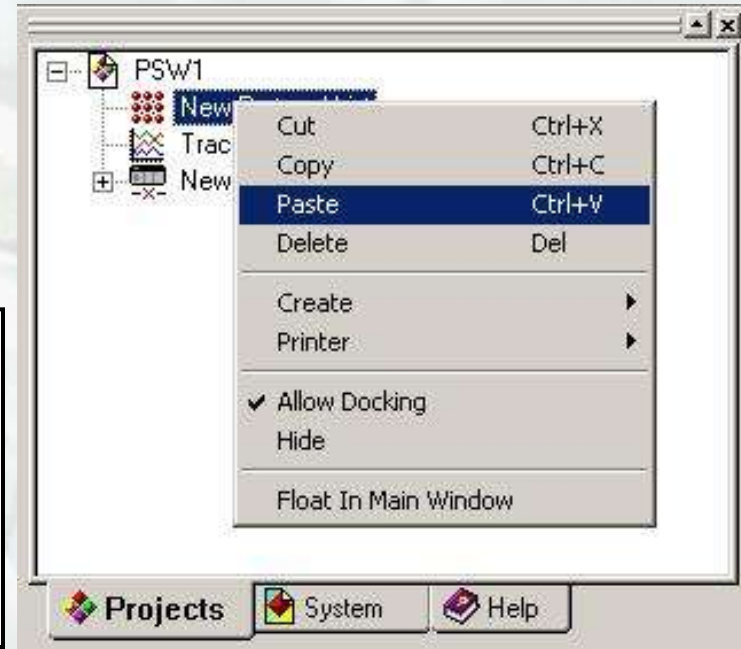 PSW1
New
Trac
New
Cut Ctrl+X
Copy Ctrl+C
Paste Ctrl+V
Delete Del
Create
Printer
Allow Docking
Hide
Float In Main Window
Projects System Help